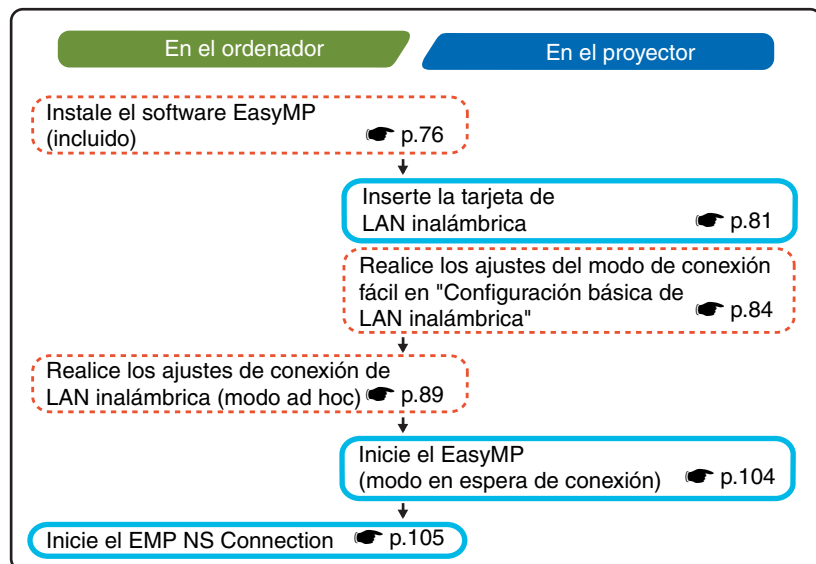 En el ordenador
En el proyector
Instale el software EasyMP
(incluido) p.76
Inserte la tarjeta de
LAN inalámbrica p.81
Realice los ajustes del modo de conexión
fácil en "Configuración básica de
LAN inalámbrica" p.84
Realice los ajustes de conexión de
LAN inalámbrica (modo ad hoc) p.89
Inicie el EasyMP
(modo en espera de conexión) p.104
Inicie el EMP NS Connection p.105